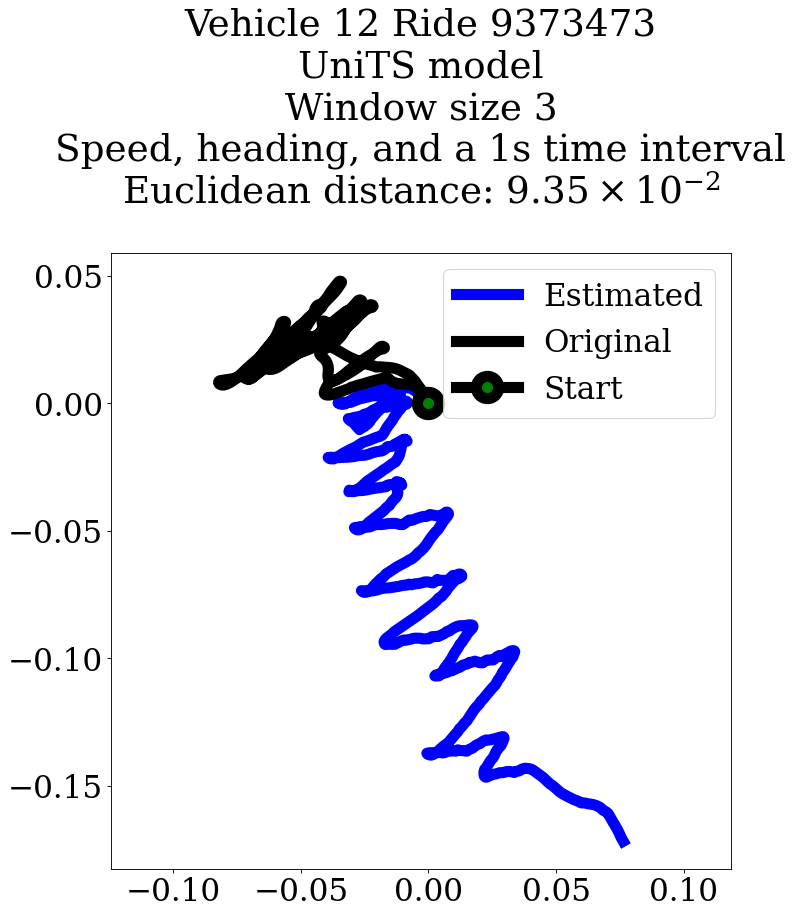 Vehicle 12 Ride 9373473
UniTS model
Window size 3
Speed, heading, and a 1s time interval
Euclidean distance: 9.35 × 10⁻²
Estimated
Original
Start
0.05
0.00
−0.05
−0.10
−0.15
−0.10
−0.05
0.00
0.05
0.10